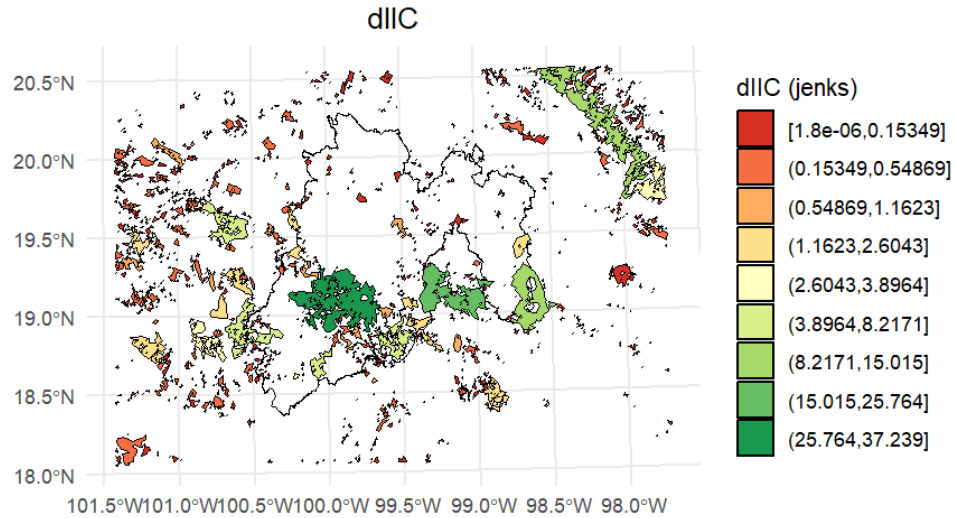 dIIC
20.5°N
20.0°N
19.5°N
19.0°N
18.5°N
18.0°N
101.5°W101.0°W100.5°W100.0°W 99.5°W 99.0°W 98.5°W 98.0°W
dIIC (jenks)
[1.8e-06,0.15349]
(0.15349,0.54869]
(0.54869,1.1623]
(1.1623,2.6043]
(2.6043,3.8964]
(3.8964,8.2171]
(8.2171,15.015]
(15.015,25.764]
(25.764,37.239]